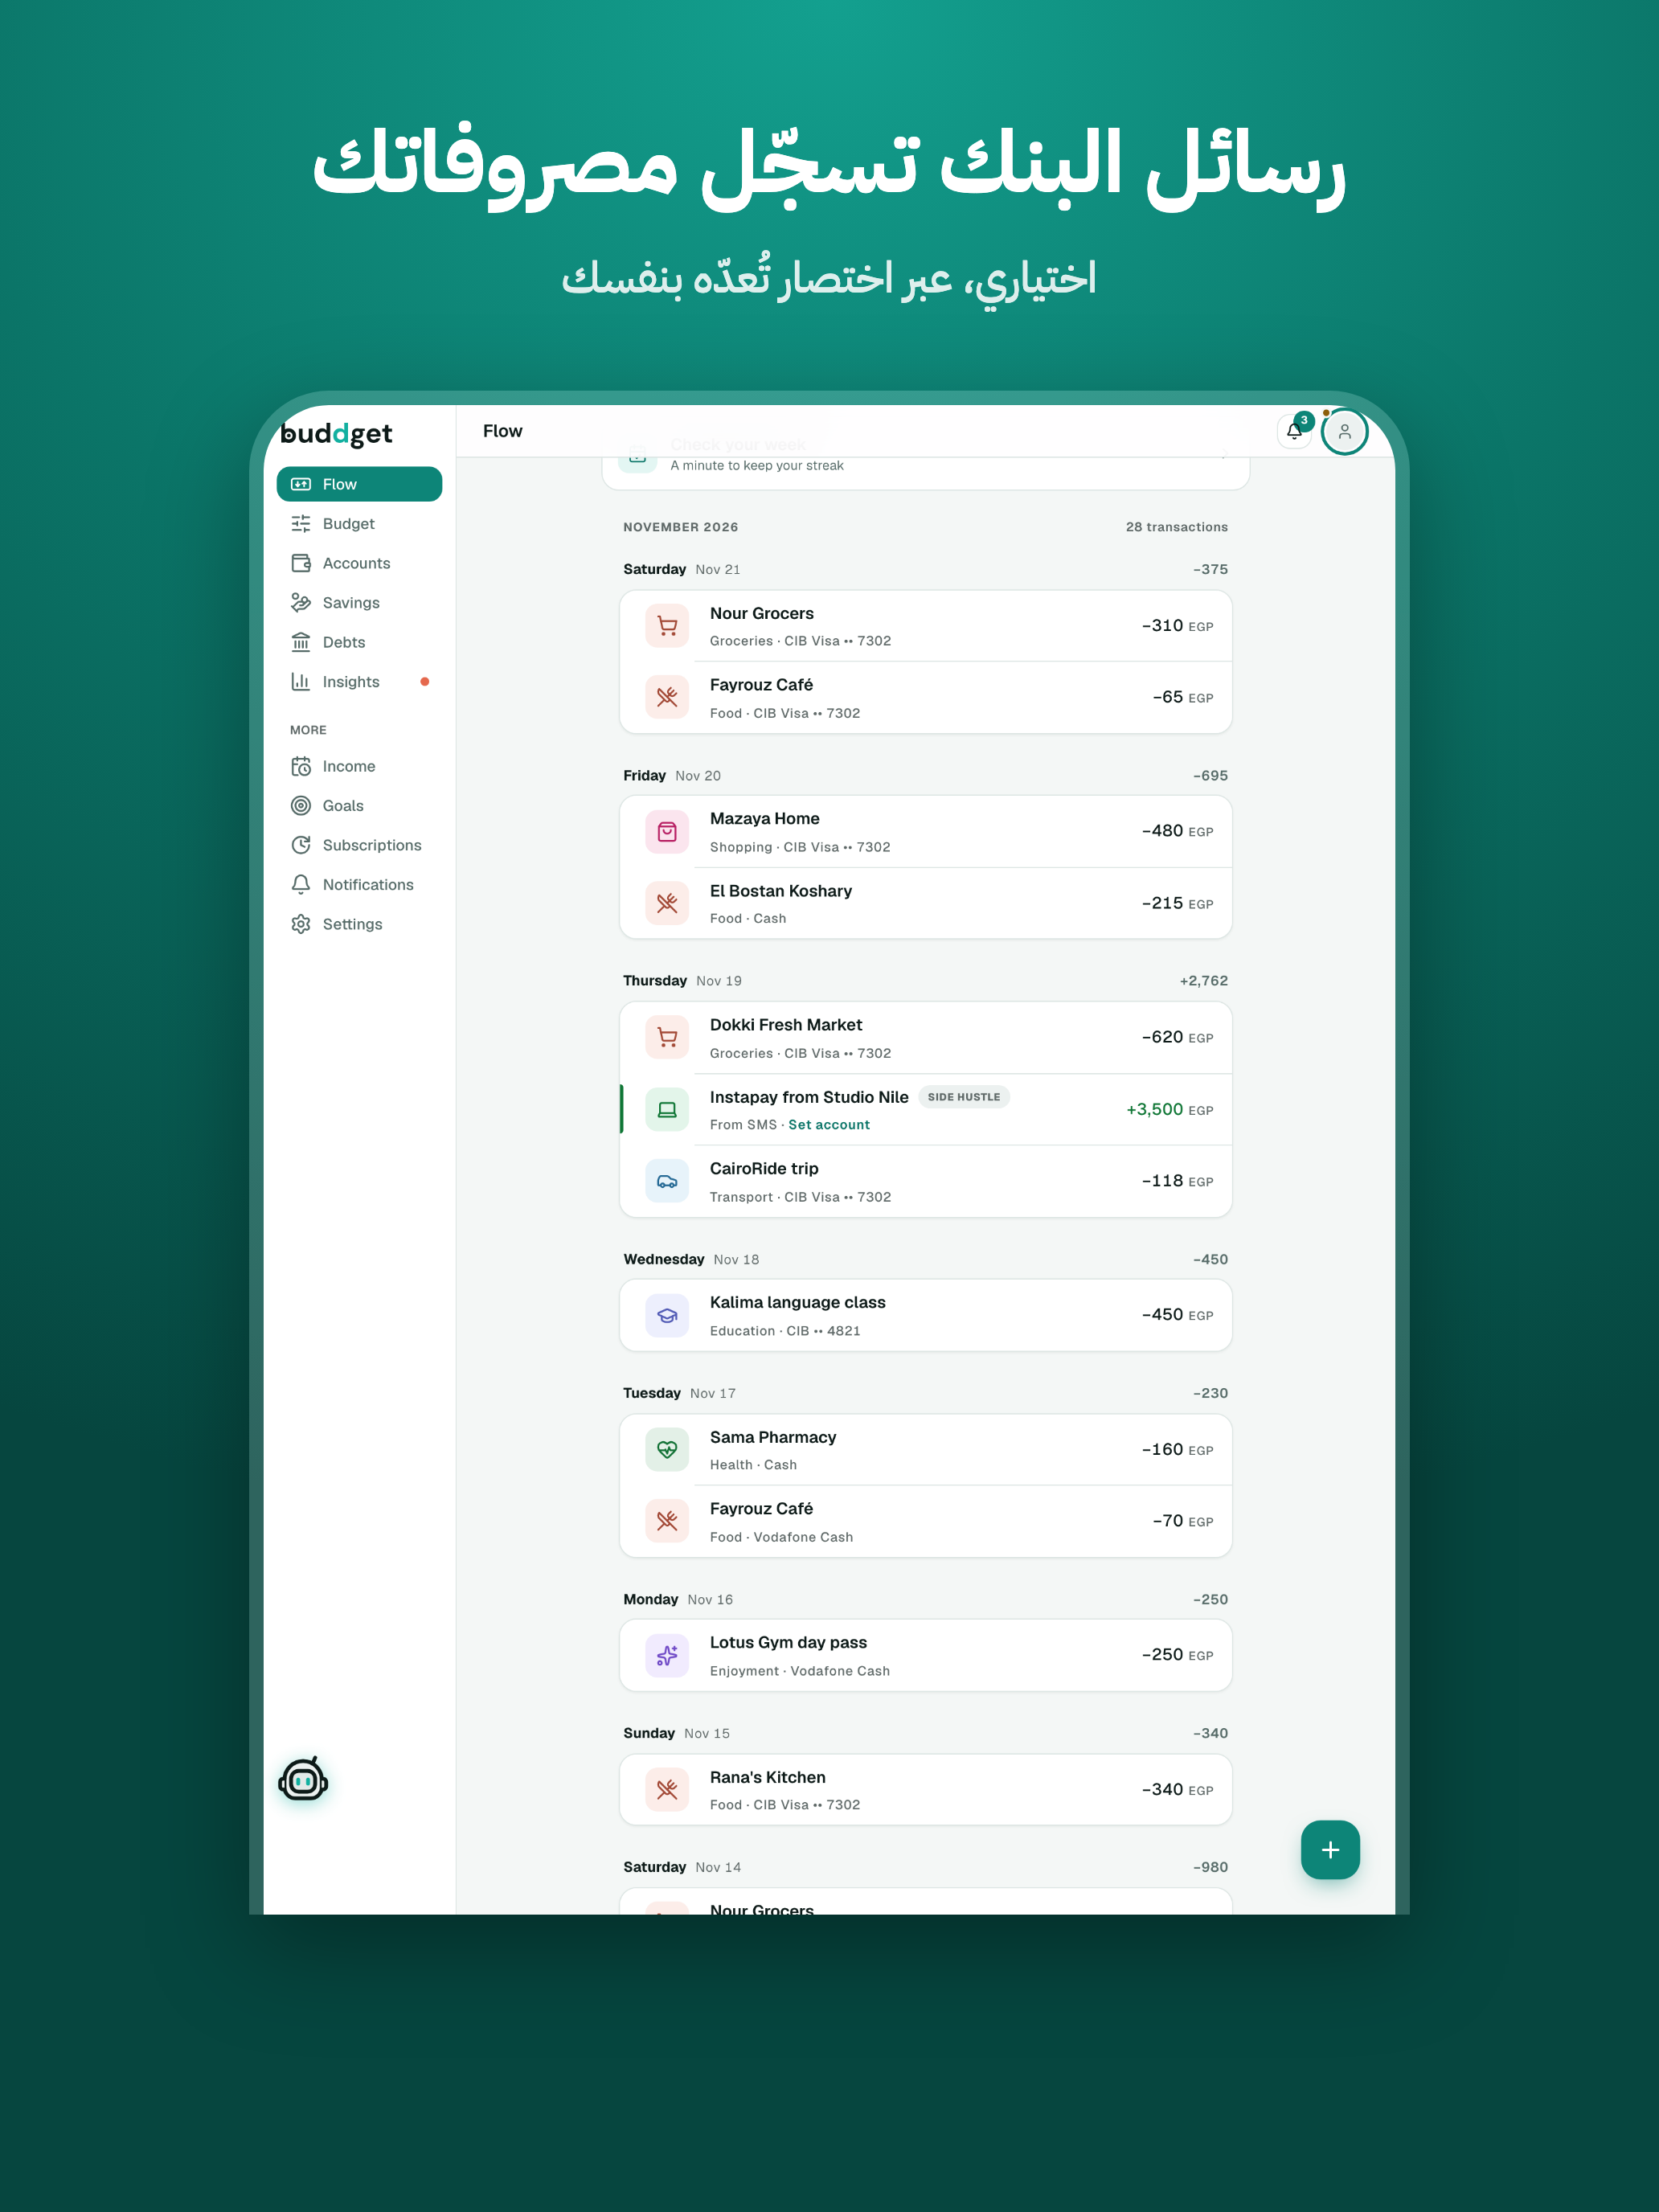 رسائل البنك تسجّل مصروفاتك
اختياري، عبر اختصار تُعدّه بنفسك
buddget
Flow
Budget
Accounts
Savings
Debts
Insights
MORE
Income
Goals
Subscriptions
Notifications
Settings
Flow
3
Check your week
A minute to keep your streak
NOVEMBER 2026 28 transactions
Saturday Nov 21 −375
Nour Grocers
Groceries · CIB Visa •• 7302
−310 EGP
Fayrouz Café
Food · CIB Visa •• 7302
−65 EGP
Friday Nov 20 −695
Mazaya Home
Shopping · CIB Visa •• 7302
−480 EGP
El Bostan Koshary
Food · Cash
−215 EGP
Thursday Nov 19 +2,762
Dokki Fresh Market
Groceries · CIB Visa •• 7302
−620 EGP
Instapay from Studio Nile SIDE HUSTLE
From SMS · Set account
+3,500 EGP
CairoRide trip
Transport · CIB Visa •• 7302
−118 EGP
Wednesday Nov 18 −450
Kalima language class
Education · CIB •• 4821
−450 EGP
Tuesday Nov 17 −230
Sama Pharmacy
Health · Cash
−160 EGP
Fayrouz Café
Food · Vodafone Cash
−70 EGP
Monday Nov 16 −250
Lotus Gym day pass
Enjoyment · Vodafone Cash
−250 EGP
Sunday Nov 15 −340
Rana's Kitchen
Food · CIB Visa •• 7302
−340 EGP
Saturday Nov 14 −980
Nour Grocers